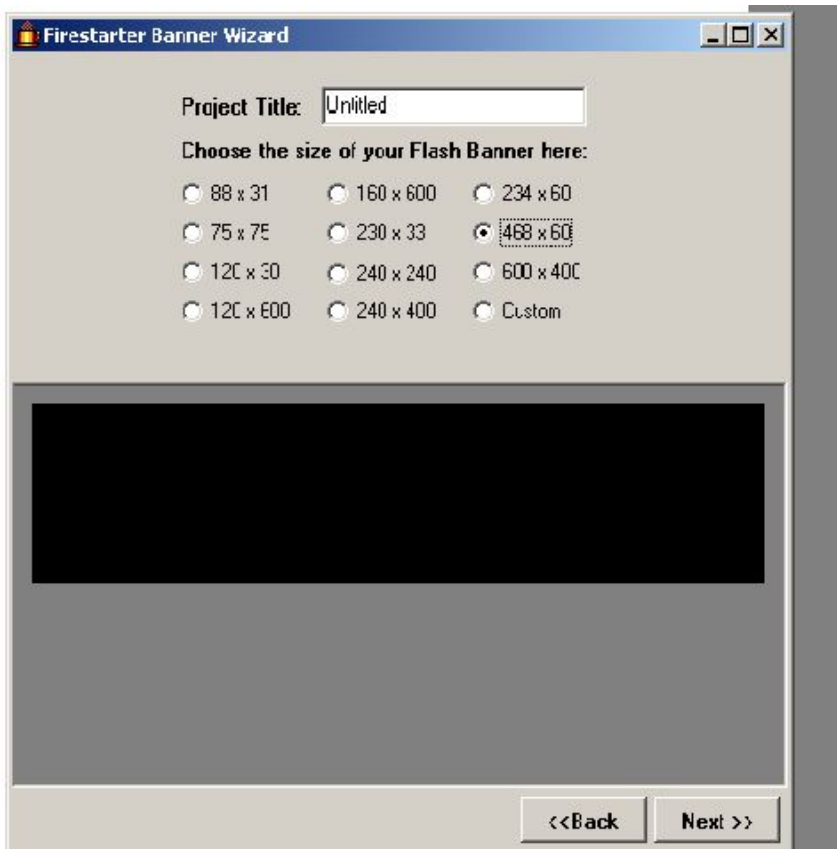 Firestarter Banner Wizard
Project Title: Untitled
Choose the size of your Flash Banner here:
88 x 31 160 x 600 234 x 60
75 x 75 230 x 33 468 x 60
120 x 30 240 x 240 600 x 400
120 x 600 240 x 400 Custom
<<Back Next >>